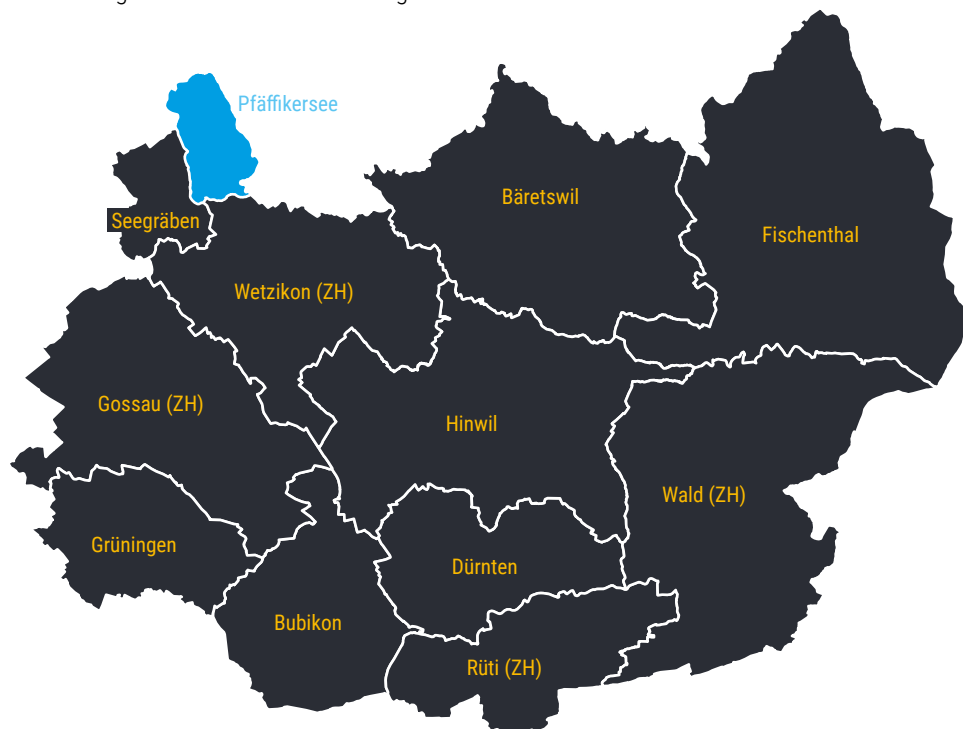 Pfäffikersee
Bäretswil
Seegräben
Fischenthal
Wetzikon (ZH)
Gossau (ZH)
Hinwil
Wald (ZH)
Grüningen
Dürnten
Bubikon
Rüti (ZH)